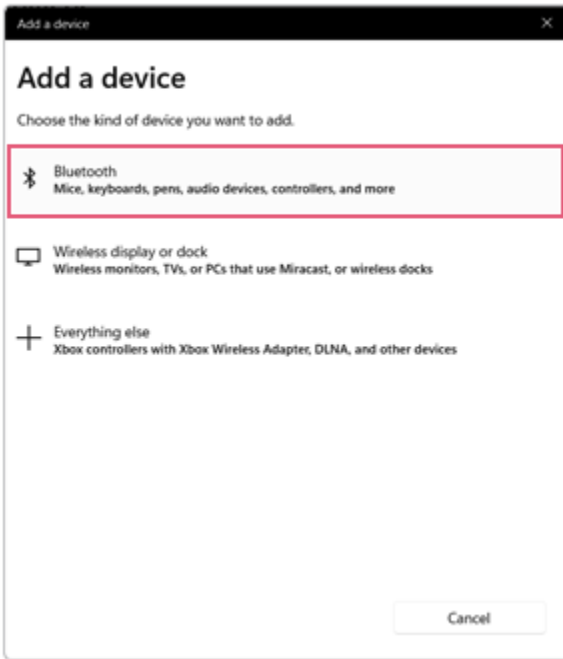 Add a device
Add a device
Choose the kind of device you want to add.
Bluetooth
Mice, keyboards, pens, audio devices, controllers, and more
Wireless display or dock
Wireless monitors, TVs, or PCs that use Miracast, or wireless docks
Everything else
Xbox controllers with Xbox Wireless Adapter, DLNA, and other devices
Cancel